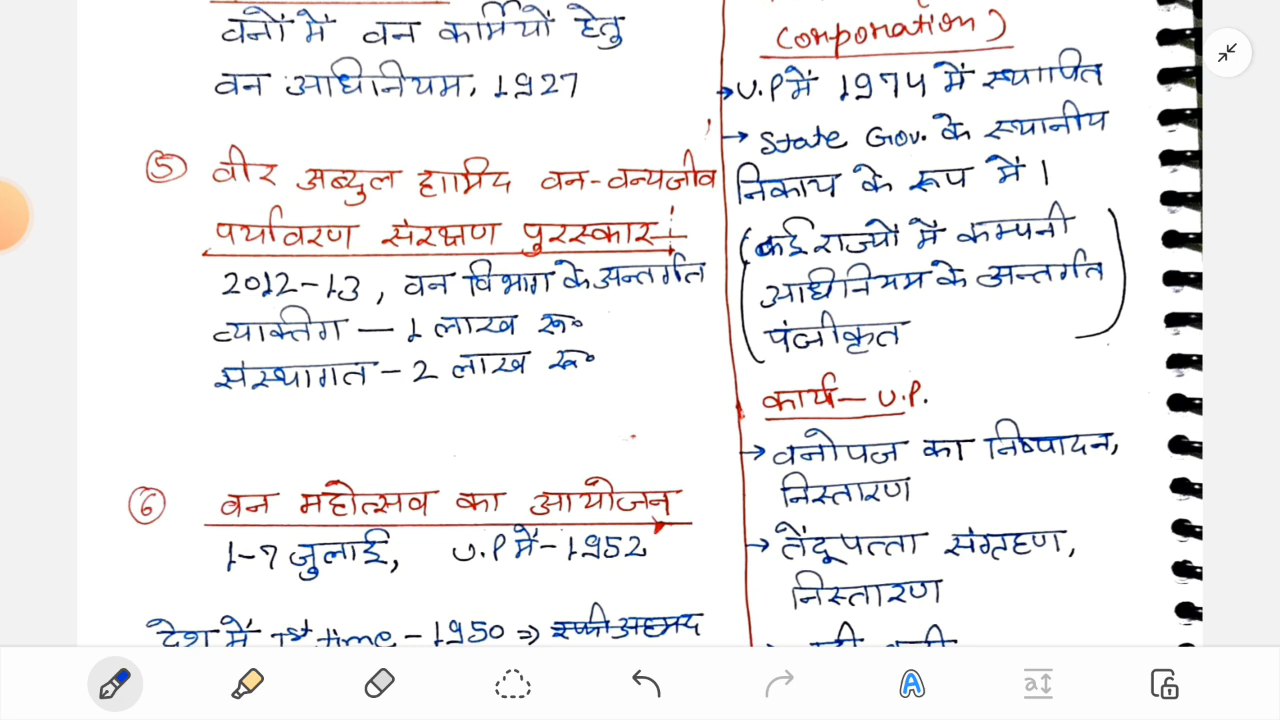 वनों में वन कर्मियों हेतु
वन अधिनियम, 1927
⑤ वीर अब्दुल हामिद वन-वन्यजीव
पर्यावरण संरक्षण पुरस्कार-
2012-13, वन विभाग के अन्तर्गत
व्यक्तिग — 1 लाख रू॰
संस्थागत - 2 लाख रू॰
⑥ वन महोत्सव का आयोजन
1-7 जुलाई, U.P में - 1952
देश में 1st time - 1950 ⇒
Corporation)
→ U.P में 1974 में स्थापित
→ State Gov. के स्थानीय
निकाय के रूप में।
(कई राज्यों में कम्पनी
अधिनियम के अन्तर्गत
पंजीकृत)
कार्य — U.P.
→ वनोपज का निष्पादन,
निस्तारण
→ तेंदूपत्ता संग्रहण,
निस्तारण
A
a